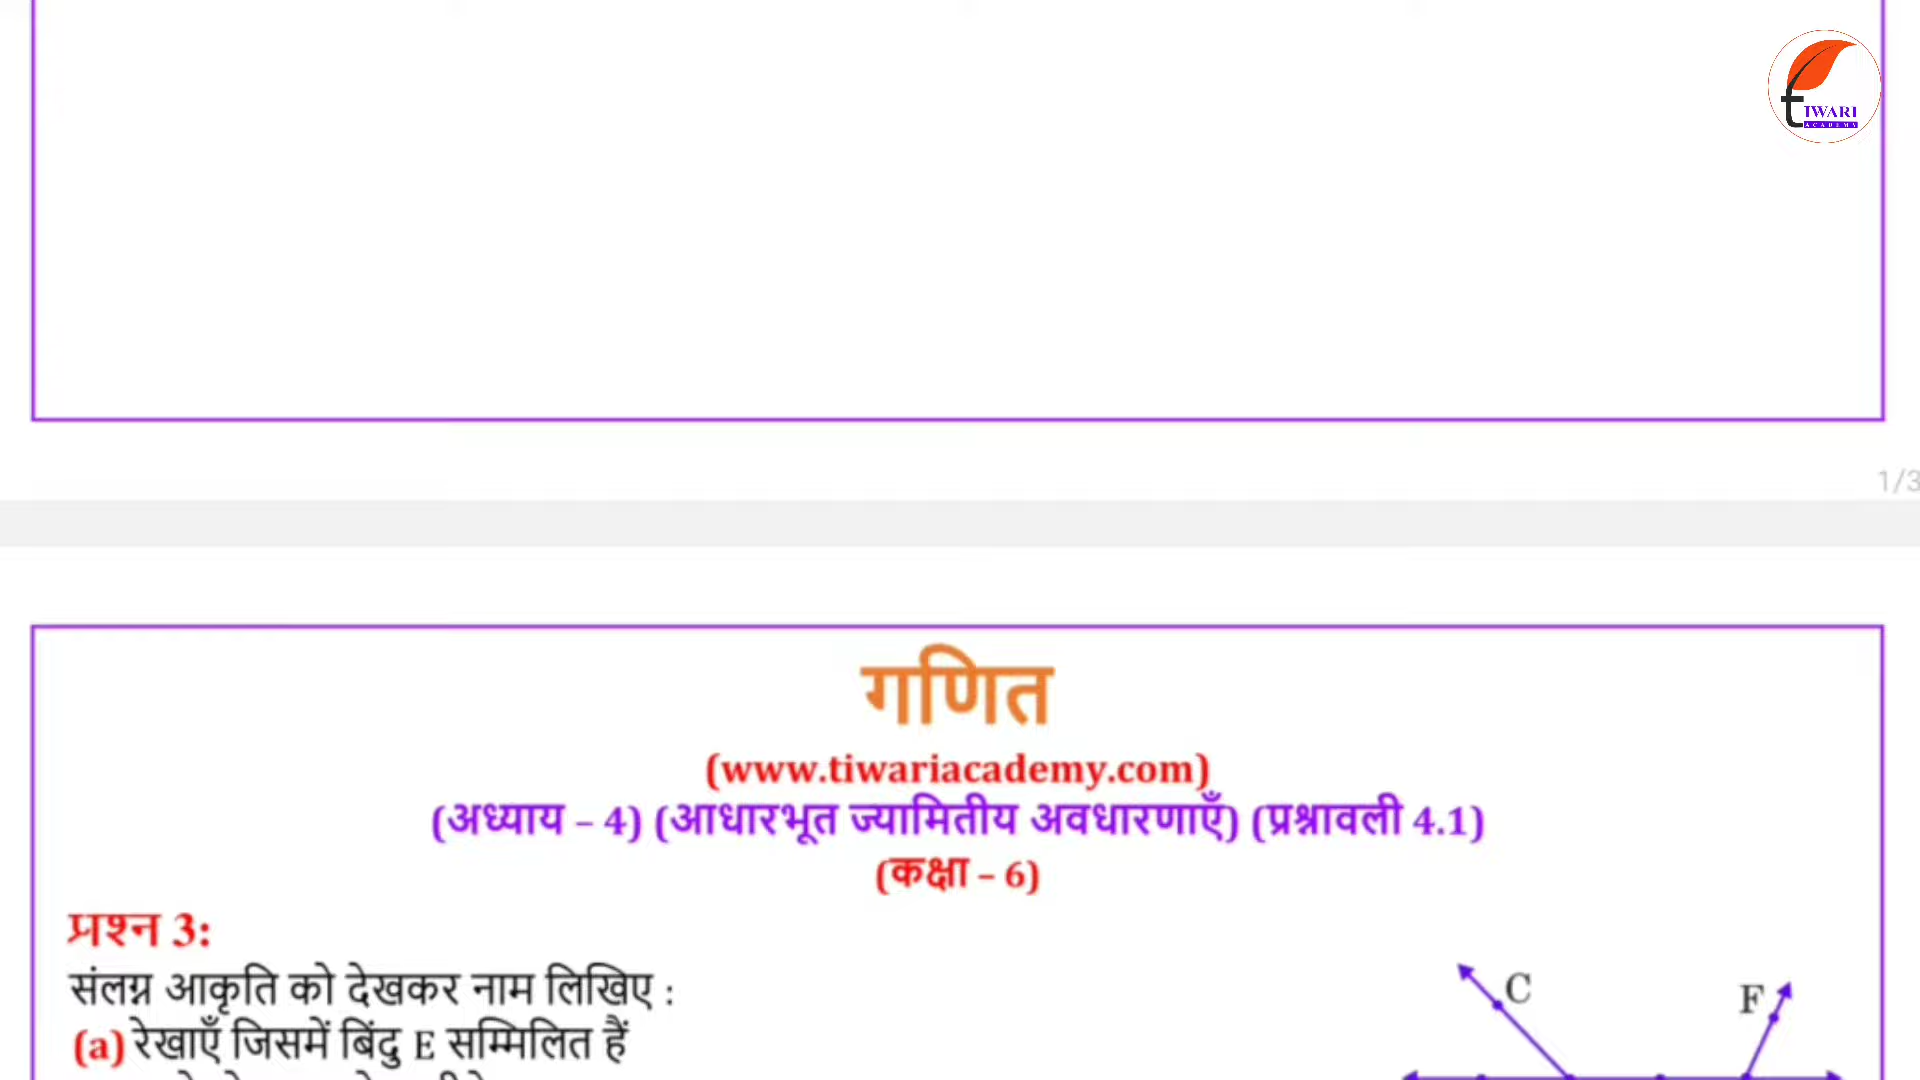 tIWARI
ACADEMY
1/3
गणित
(www.tiwariacademy.com)
(अध्याय – 4) (आधारभूत ज्यामितीय अवधारणाएँ) (प्रश्नावली 4.1)
(कक्षा – 6)
प्रश्न 3:
संलग्न आकृति को देखकर नाम लिखिए :
C
F
(a) रेखाएँ जिसमें बिंदु E सम्मिलित हैं